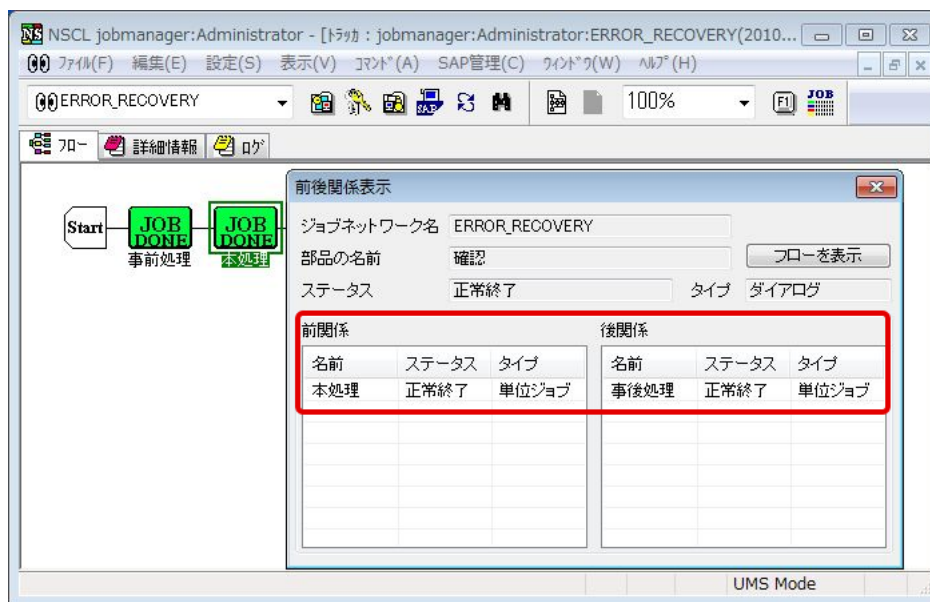 NS NSCL jobmanager:Administrator - [トラッカ : jobmanager:Administrator:ERROR_RECOVERY(2010...
ファイル(F) 編集(E) 設定(S) 表示(V) コマンド(A) SAP管理(C) ウィンドウ(W) ヘルプ(H)
ERROR_RECOVERY SAP 100% F1 JOB
フロー 詳細情報 ログ
前後関係表示
Start JOB DONE JOB DONE
事前処理 本処理
ジョブネットワーク名 ERROR_RECOVERY
部品の名前 確認 フローを表示
ステータス 正常終了 タイプ ダイアログ
前関係 後関係
名前 ステータス タイプ 名前 ステータス タイプ
本処理 正常終了 単位ジョブ 事後処理 正常終了 単位ジョブ
UMS Mode